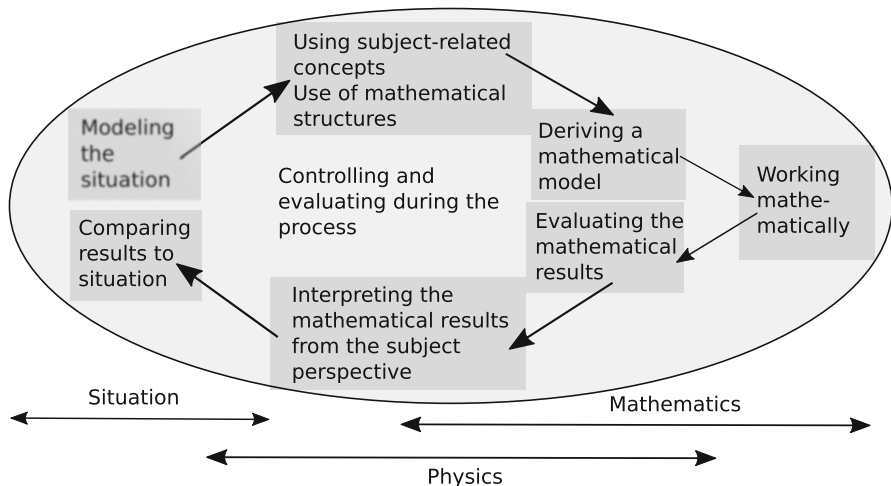 Using subject-related
concepts
Use of mathematical
structures
Modeling
the
situation
Deriving a
mathematical
model
Working
mathe-
matically
Controlling and
evaluating during the
process
Comparing
results to
situation
Evaluating the
mathematical
results
Interpreting the
mathematical results
from the subject
perspective
Situation
Mathematics
Physics